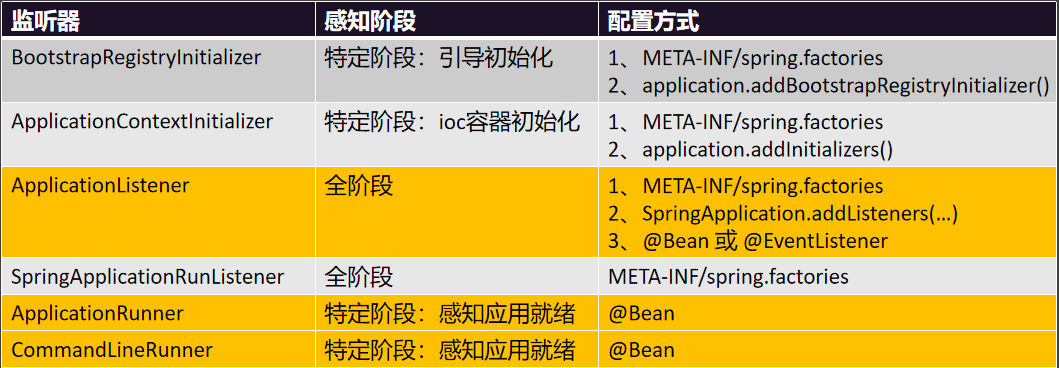 监听器 感知阶段 配置方式
BootstrapRegistryInitializer 特定阶段：引导初始化 1、META-INF/spring.factories
2、application.addBootstrapRegistryInitializer()
ApplicationContextInitializer 特定阶段：ioc容器初始化 1、META-INF/spring.factories
2、application.addInitializers()
ApplicationListener 全阶段 1、META-INF/spring.factories
2、SpringApplication.addListeners(…)
3、@Bean 或 @EventListener
SpringApplicationRunListener 全阶段 META-INF/spring.factories
ApplicationRunner 特定阶段：感知应用就绪 @Bean
CommandLineRunner 特定阶段：感知应用就绪 @Bean